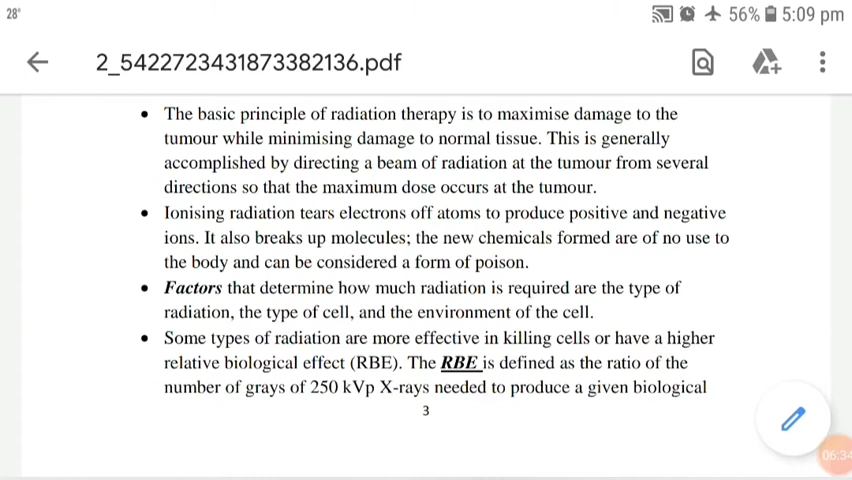 28°
56% 5:09 pm
2_5422723431873382136.pdf
• The basic principle of radiation therapy is to maximise damage to the
tumour while minimising damage to normal tissue. This is generally
accomplished by directing a beam of radiation at the tumour from several
directions so that the maximum dose occurs at the tumour.
• Ionising radiation tears electrons off atoms to produce positive and negative
ions. It also breaks up molecules; the new chemicals formed are of no use to
the body and can be considered a form of poison.
• Factors that determine how much radiation is required are the type of
radiation, the type of cell, and the environment of the cell.
• Some types of radiation are more effective in killing cells or have a higher
relative biological effect (RBE). The RBE is defined as the ratio of the
number of grays of 250 kVp X-rays needed to produce a given biological
3
06:34